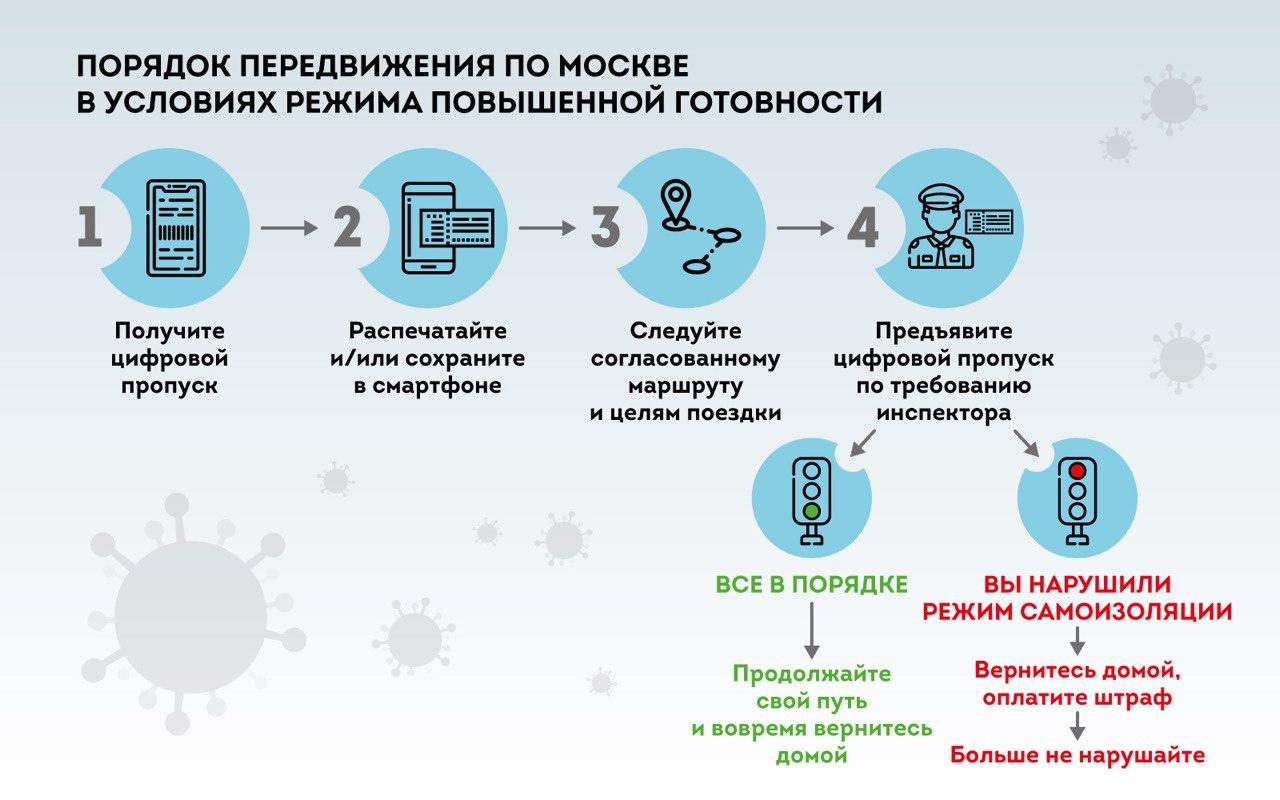 ПОРЯДОК ПЕРЕДВИЖЕНИЯ ПО МОСКВЕ
В УСЛОВИЯХ РЕЖИМА ПОВЫШЕННОЙ ГОТОВНОСТИ
1
Получите
цифровой
пропуск
2
Распечатайте
и/или сохраните
в смартфоне
3
Следуйте
согласованному
маршруту
и целям поездки
4
Предъявите
цифровой пропуск
по требованию
инспектора
ВСЕ В ПОРЯДКЕ
Продолжайте
свой путь
и вовремя вернитесь
домой
ВЫ НАРУШИЛИ
РЕЖИМ САМОИЗОЛЯЦИИ
Вернитесь домой,
оплатите штраф
Больше не нарушайте